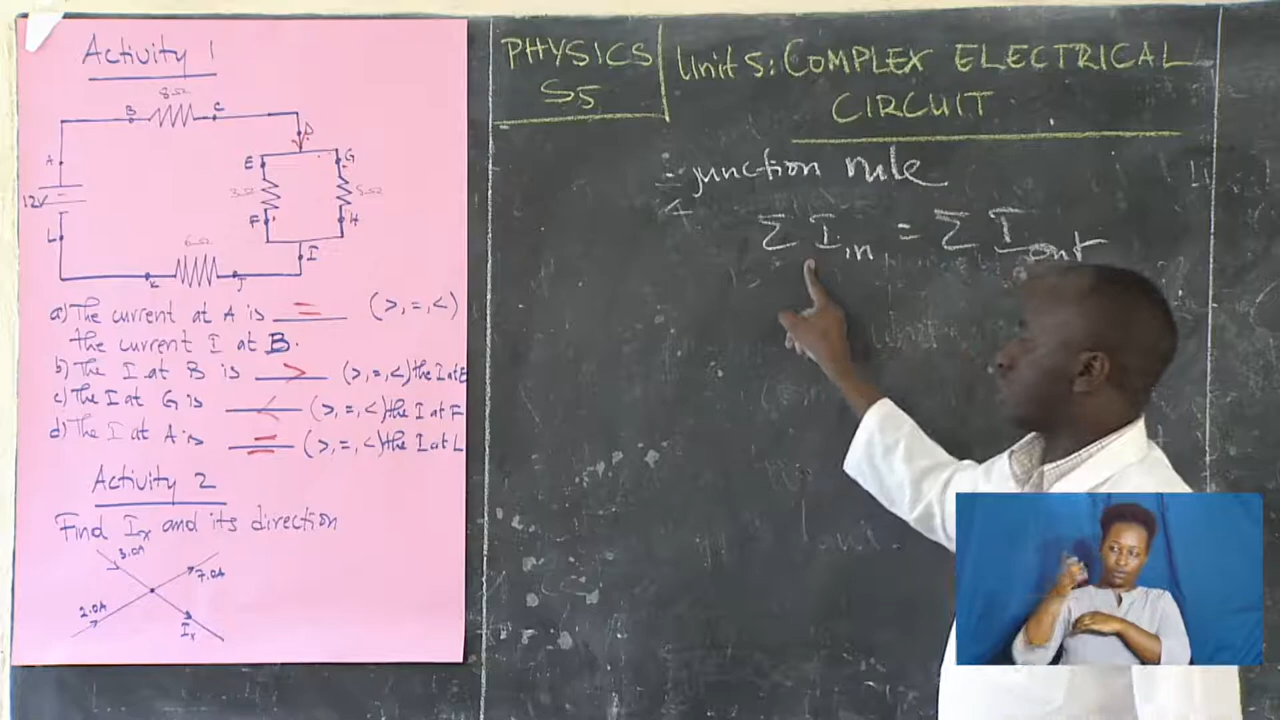 Activity 1
8Ω
B
C
D
A
E
G
12V
3Ω
5Ω
F
H
L
I
6Ω
K
J
a) The current at A is = (>, =, <)
the current I at B.
b) The I at B is > (>, =, <) the I at E
c) The I at G is < (>, =, <) the I at F
d) The I at A is = (>, =, <) the I at L
Activity 2
Find Ix and its direction
3.0A
7.0A
2.0A
Ix
PHYSICS
S5
Unit 5: COMPLEX ELECTRICAL
CIRCUIT
junction rule
Σ I in = Σ I out